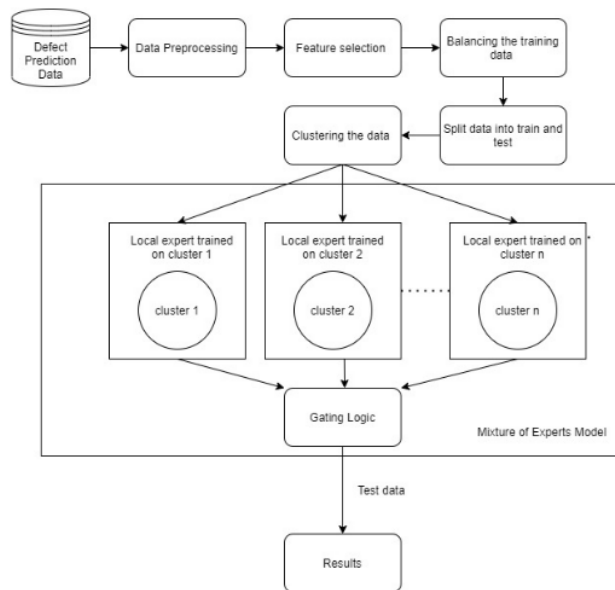 Defect
Prediction
Data
Data Preprocessing
Feature selection
Balancing the training
data
Split data into train and
test
Clustering the data
Local expert trained
on cluster 1
cluster 1
Local expert trained
on cluster 2
cluster 2
Local expert trained on *
cluster n
cluster n
Gating Logic
Mixture of Experts Model
Test data
Results